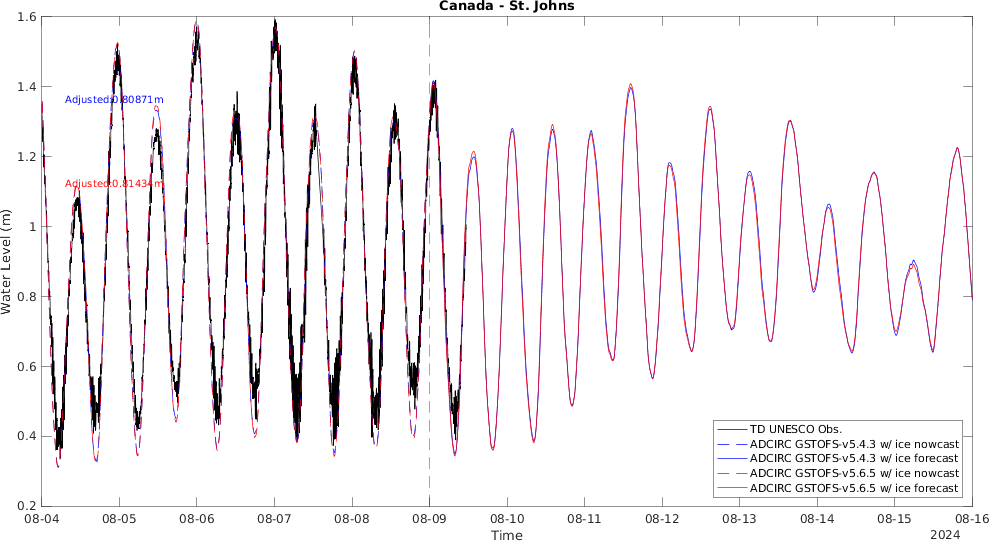 Canada - St. Johns
1.6
1.4
1.2
1
0.8
0.6
0.4
0.2
Water Level (m)
Adjusted:0.80871m
Adjusted:0.81434m
TD UNESCO Obs.
ADCIRC GSTOFS-v5.4.3 w/ ice nowcast
ADCIRC GSTOFS-v5.4.3 w/ ice forecast
ADCIRC GSTOFS-v5.6.5 w/ ice nowcast
ADCIRC GSTOFS-v5.6.5 w/ ice forecast
08-04 08-05 08-06 08-07 08-08 08-09 08-10 08-11 08-12 08-13 08-14 08-15 08-16
Time
2024